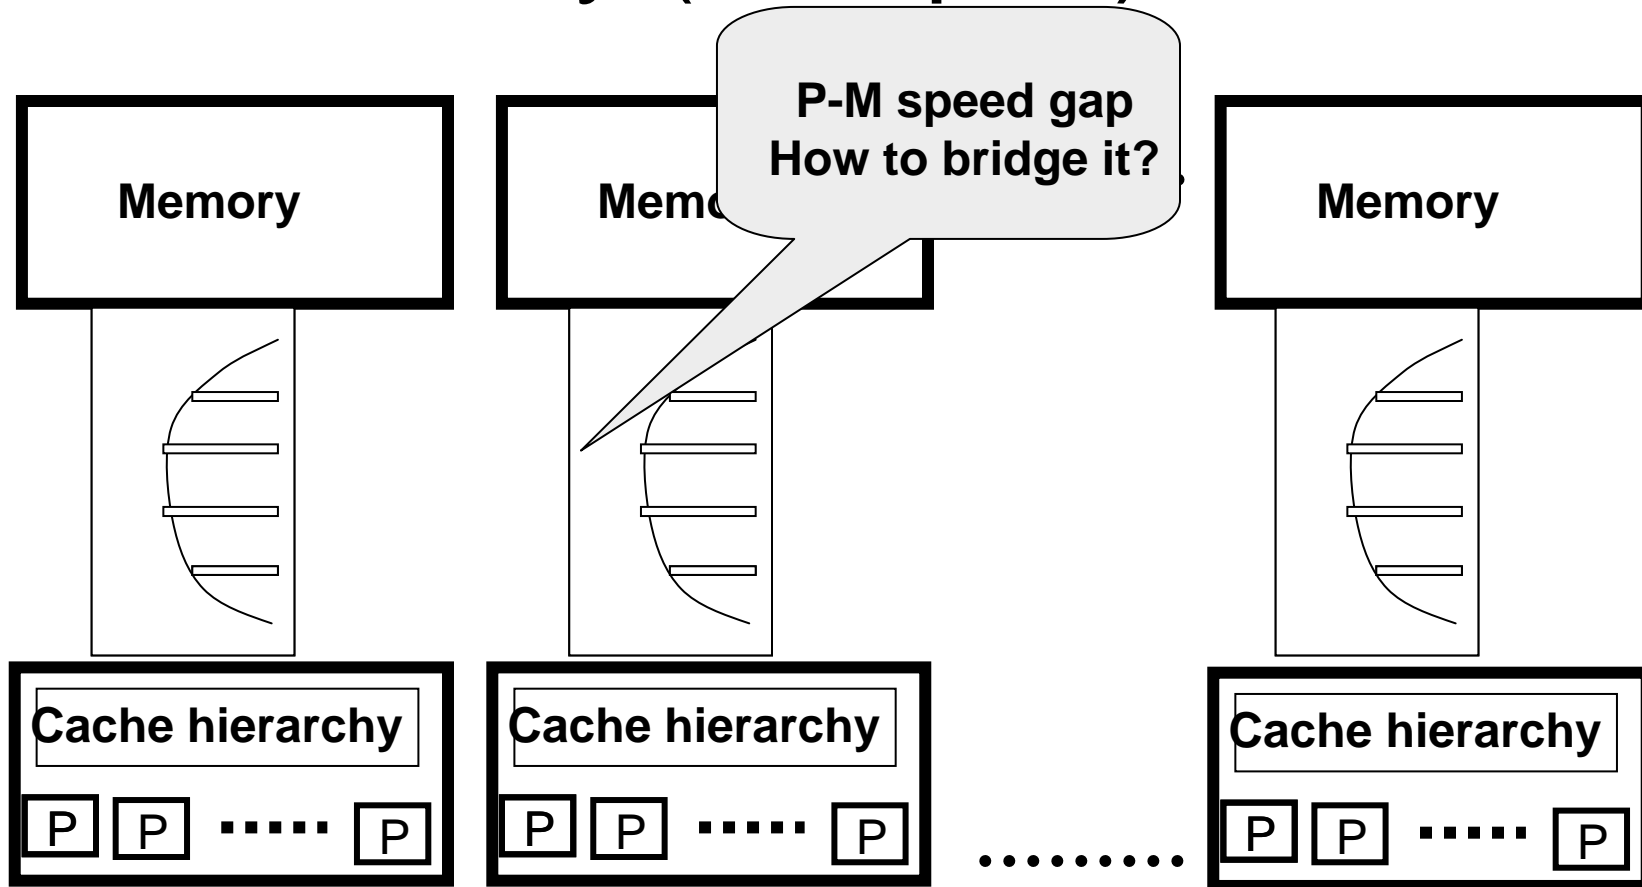 P-M speed gap
How to bridge it?
Memory
Memory
Cache hierarchy
Cache hierarchy
Cache hierarchy
P P P
P P P
P P P